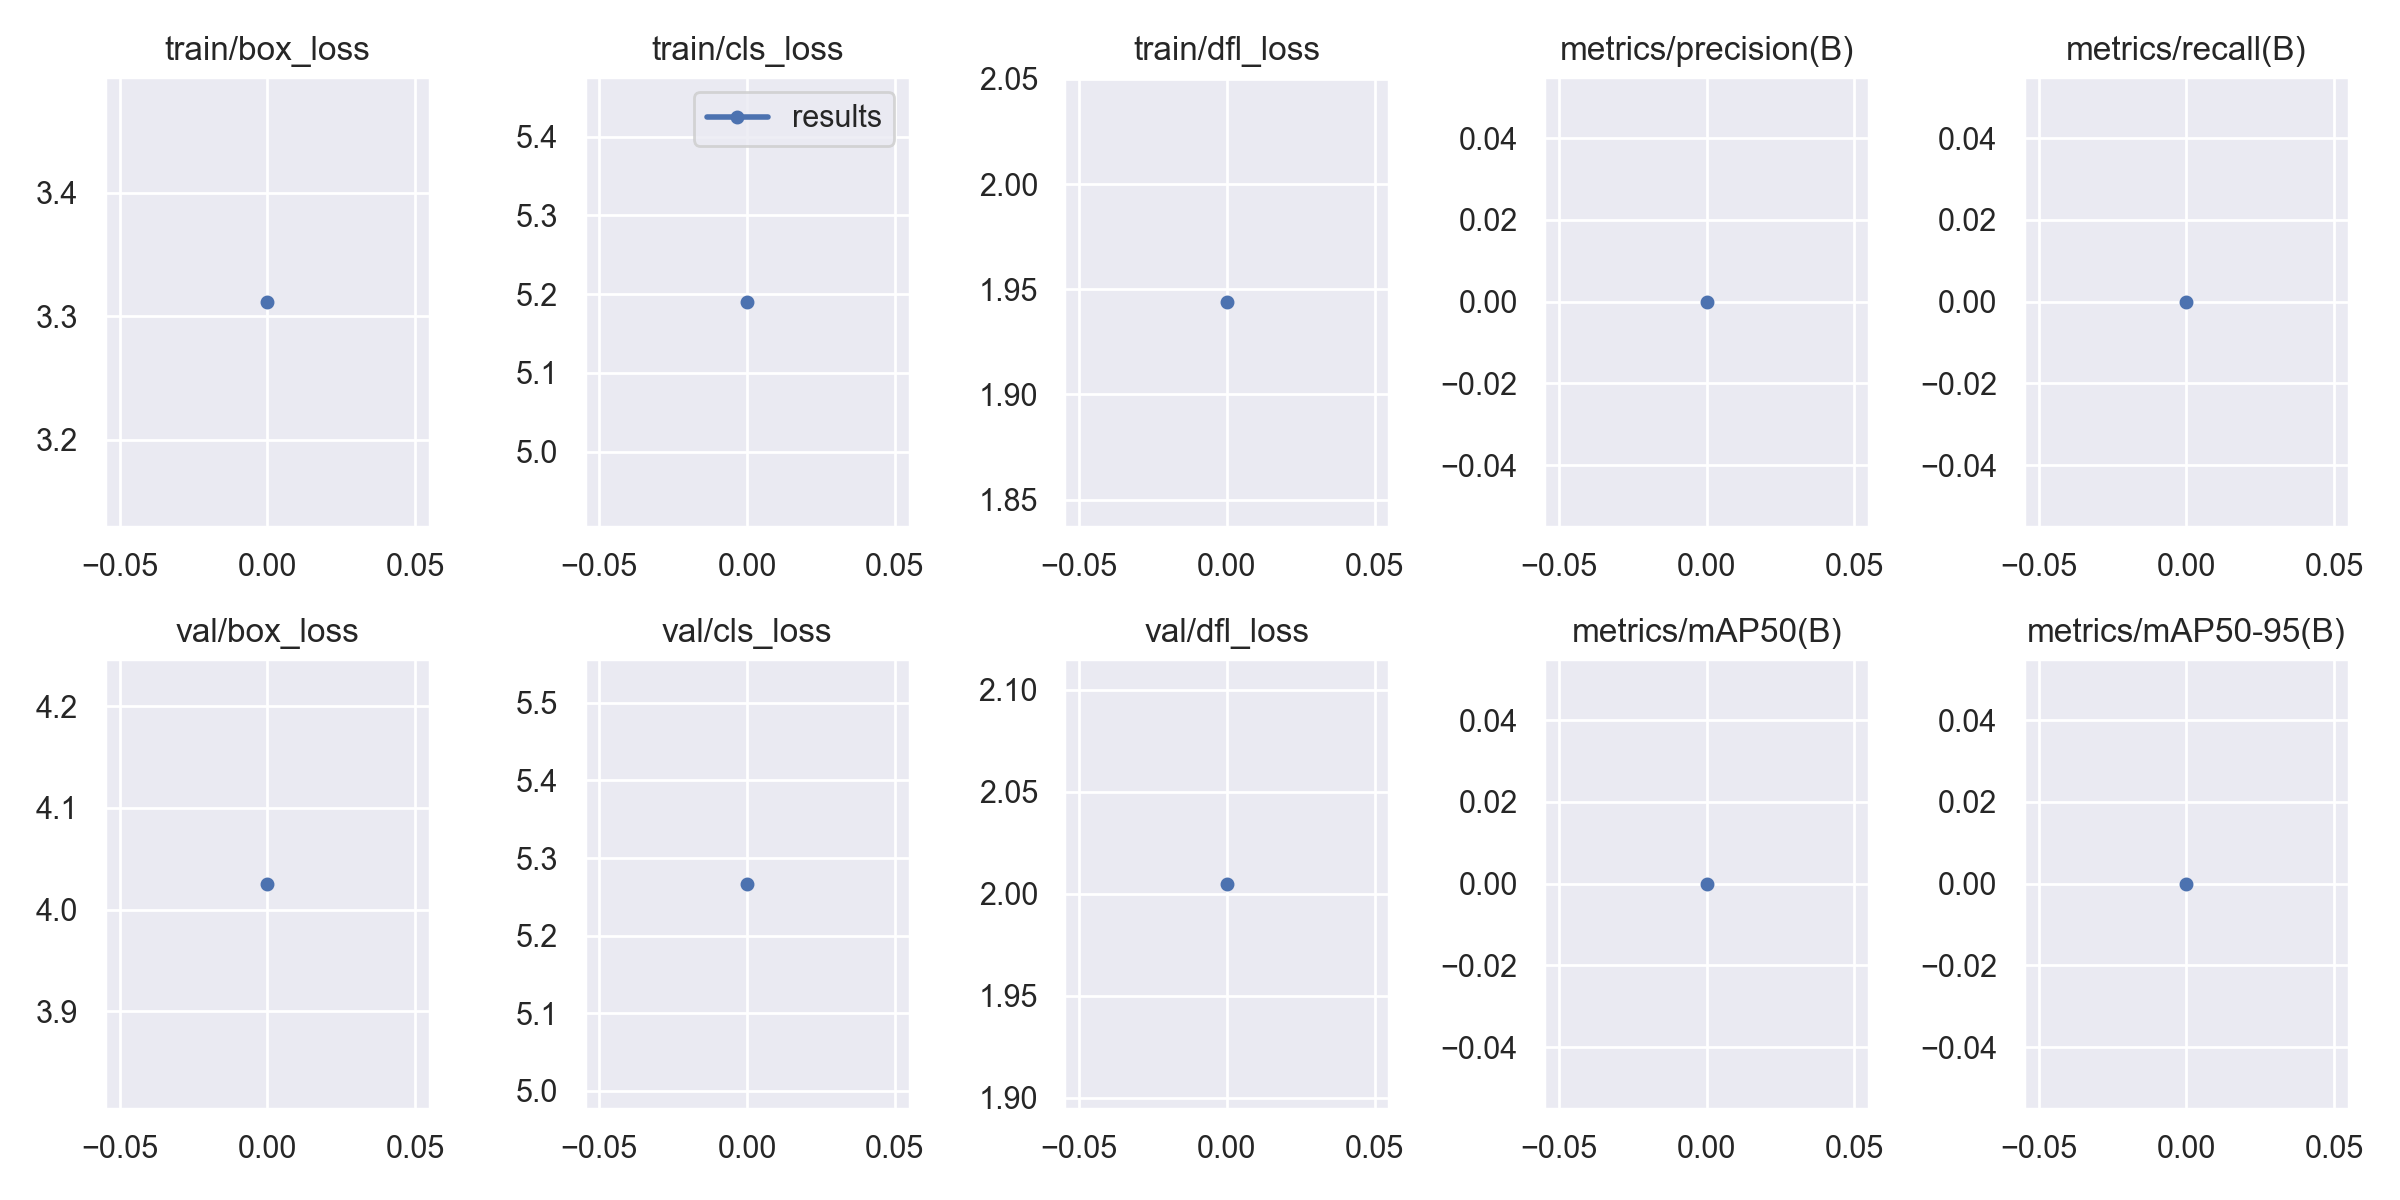 train/box_loss
3.4
3.3
3.2
−0.05 0.00 0.05
train/cls_loss
results
5.4
5.3
5.2
5.1
5.0
−0.05 0.00 0.05
train/dfl_loss
2.05
2.00
1.95
1.90
1.85
−0.05 0.00 0.05
metrics/precision(B)
0.04
0.02
0.00
−0.02
−0.04
−0.05 0.00 0.05
metrics/recall(B)
0.04
0.02
0.00
−0.02
−0.04
−0.05 0.00 0.05
val/box_loss
4.2
4.1
4.0
3.9
−0.05 0.00 0.05
val/cls_loss
5.5
5.4
5.3
5.2
5.1
5.0
−0.05 0.00 0.05
val/dfl_loss
2.10
2.05
2.00
1.95
1.90
−0.05 0.00 0.05
metrics/mAP50(B)
0.04
0.02
0.00
−0.02
−0.04
−0.05 0.00 0.05
metrics/mAP50-95(B)
0.04
0.02
0.00
−0.02
−0.04
−0.05 0.00 0.05